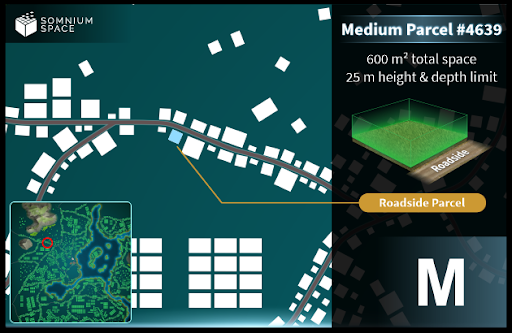 SOMNIUM
SPACE
Medium Parcel #4639
600 m² total space
25 m height & depth limit
Roadside
Roadside Parcel
M